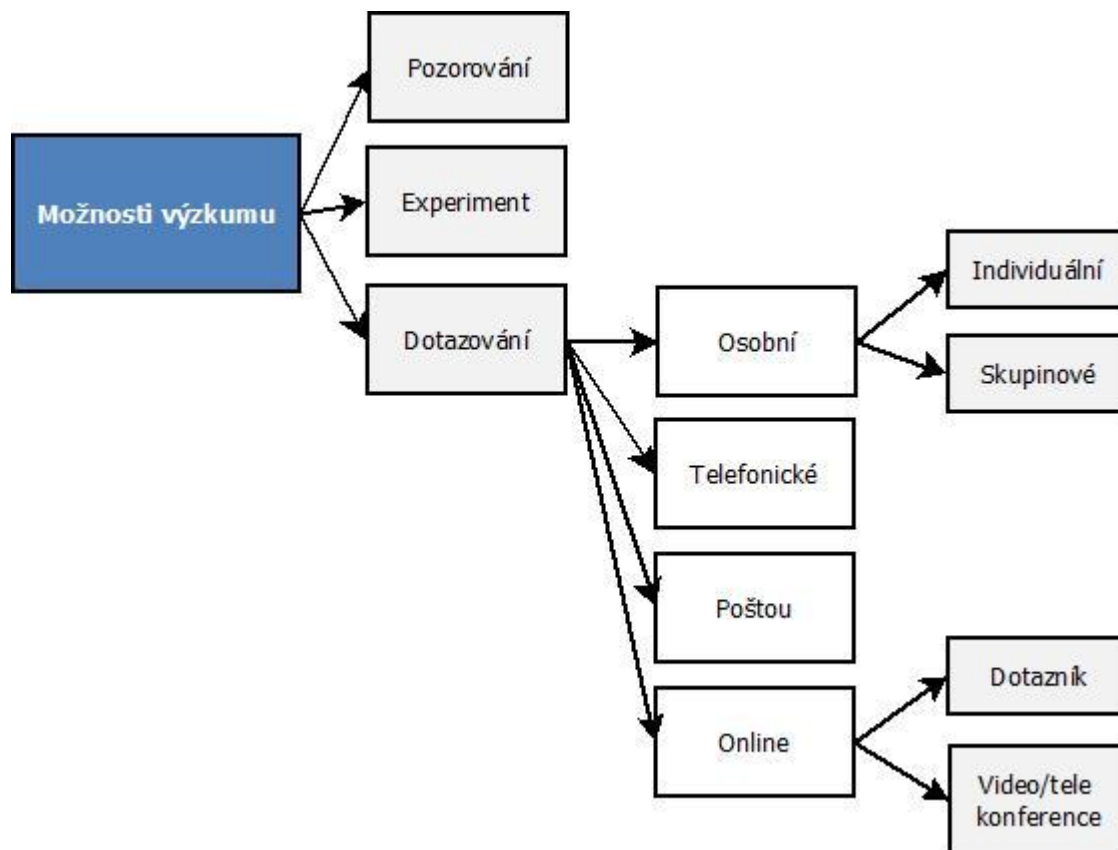 Možnosti výzkumu
Pozorování
Experiment
Dotazování
Osobní
Telefonické
Poštou
Online
Individuální
Skupinové
Dotazník
Video/tele
konference